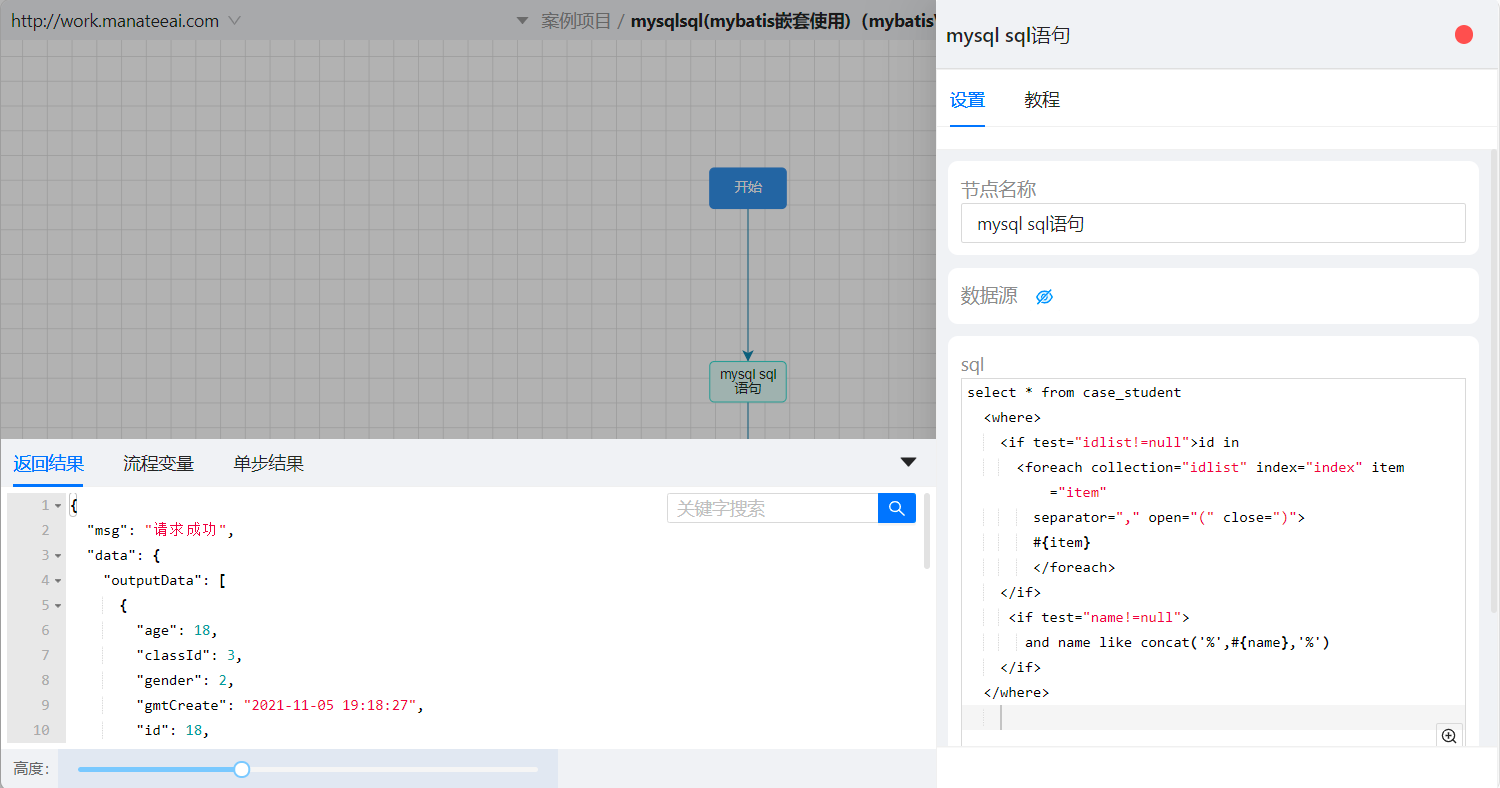 http://work.manateeai.com
案例项目 / mysqlsql(mybatis嵌套使用)（mybatis
mysql sql语句
设置 教程
开始
节点名称
mysql sql语句
数据源
mysql sql
语句
sql
select * from case_student
<where>
<if test="idlist!=null">id in
<foreach collection="idlist" index="index" item
="item"
separator="," open="(" close=")">
#{item}
</foreach>
</if>
<if test="name!=null">
and name like concat('%',#{name},'%')
</if>
</where>
返回结果 流程变量 单步结果
关键字搜索
1 {
2 "msg": "请求成功",
3 "data": {
4 "outputData": [
5 {
6 "age": 18,
7 "classId": 3,
8 "gender": 2,
9 "gmtCreate": "2021-11-05 19:18:27",
10 "id": 18,
高度: